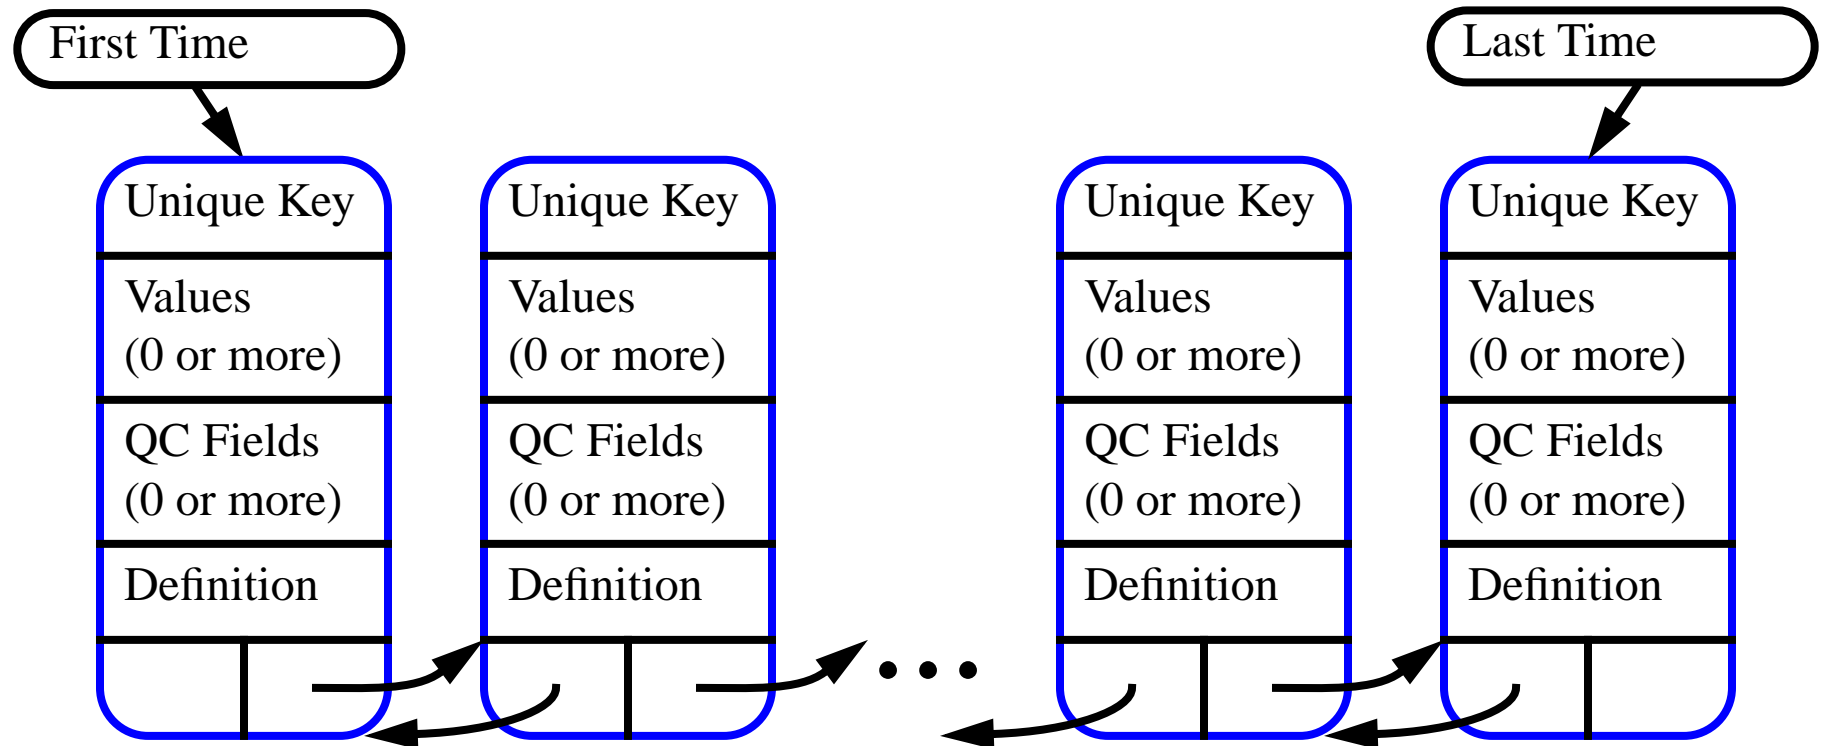 First Time
Last Time
Unique Key
Values
(0 or more)
QC Fields
(0 or more)
Definition
Unique Key
Values
(0 or more)
QC Fields
(0 or more)
Definition
Unique Key
Values
(0 or more)
QC Fields
(0 or more)
Definition
Unique Key
Values
(0 or more)
QC Fields
(0 or more)
Definition